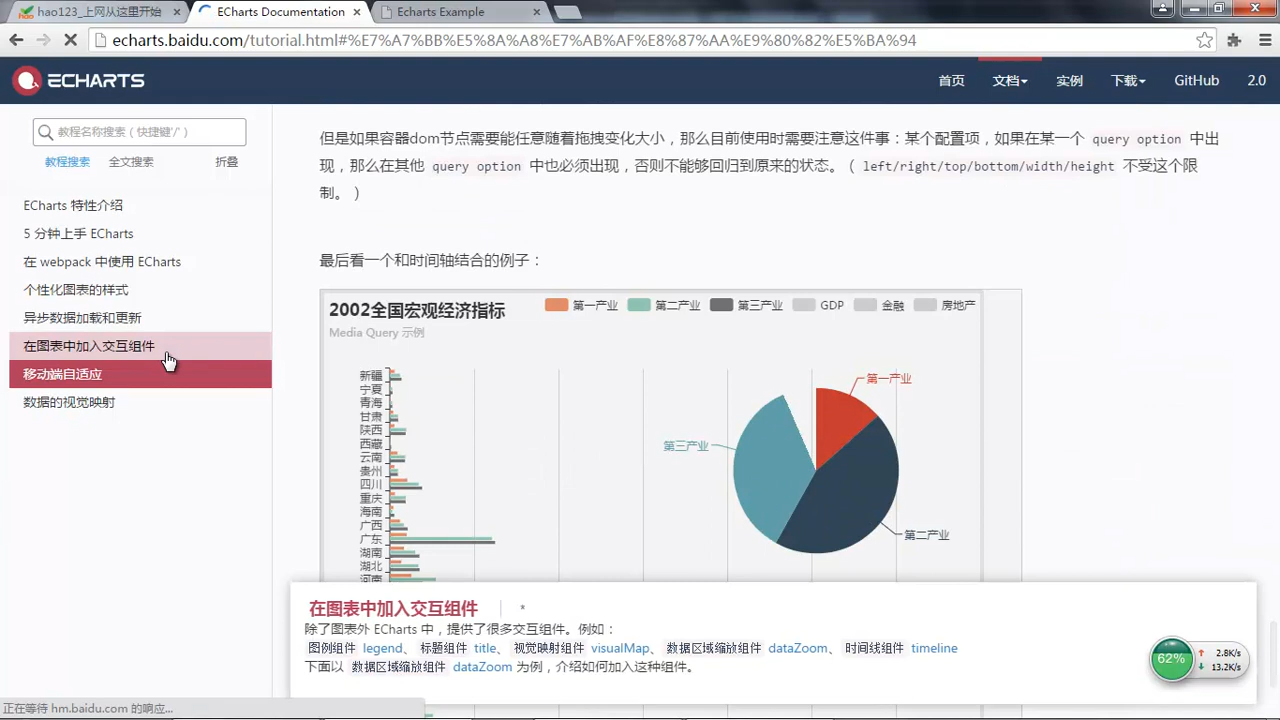 hao123_上网从这里开始
ECharts Documentation
Echarts Example
echarts.baidu.com/tutorial.html#%E7%A7%BB%E5%8A%A8%E7%AB%AF%E8%87%AA%E9%80%82%E5%BA%94
ECHARTS
首页
文档
实例
下载
GitHub
2.0
教程名称搜索（快捷键'/'）
教程搜索
全文搜索
折叠
ECharts 特性介绍
5 分钟上手 ECharts
在 webpack 中使用 ECharts
个性化图表的样式
异步数据加载和更新
在图表中加入交互组件
移动端自适应
数据的视觉映射
但是如果容器dom节点需要能任意随着拖拽变化大小，那么目前使用时需要注意这件事：某个配置项，如果在某一个 query option 中出
现，那么在其他 query option 中也必须出现，否则不能够回归到原来的状态。（ left/right/top/bottom/width/height 不受这个限
制。）
最后看一个和时间轴结合的例子：
2002全国宏观经济指标
Media Query 示例
第一产业
第二产业
第三产业
GDP
金融
房地产
新疆
宁夏
青海
甘肃
陕西
西藏
云南
贵州
四川
重庆
海南
广西
广东
湖南
湖北
河南
第一产业
第三产业
第二产业
在图表中加入交互组件 *
除了图表外 ECharts 中，提供了很多交互组件。例如：
图例组件 legend、 标题组件 title、 视觉映射组件 visualMap、 数据区域缩放组件 dataZoom、 时间线组件 timeline
下面以 数据区域缩放组件 dataZoom 为例，介绍如何加入这种组件。
62%
2.8K/s
13.2K/s
正在等待 hm.baidu.com 的响应...